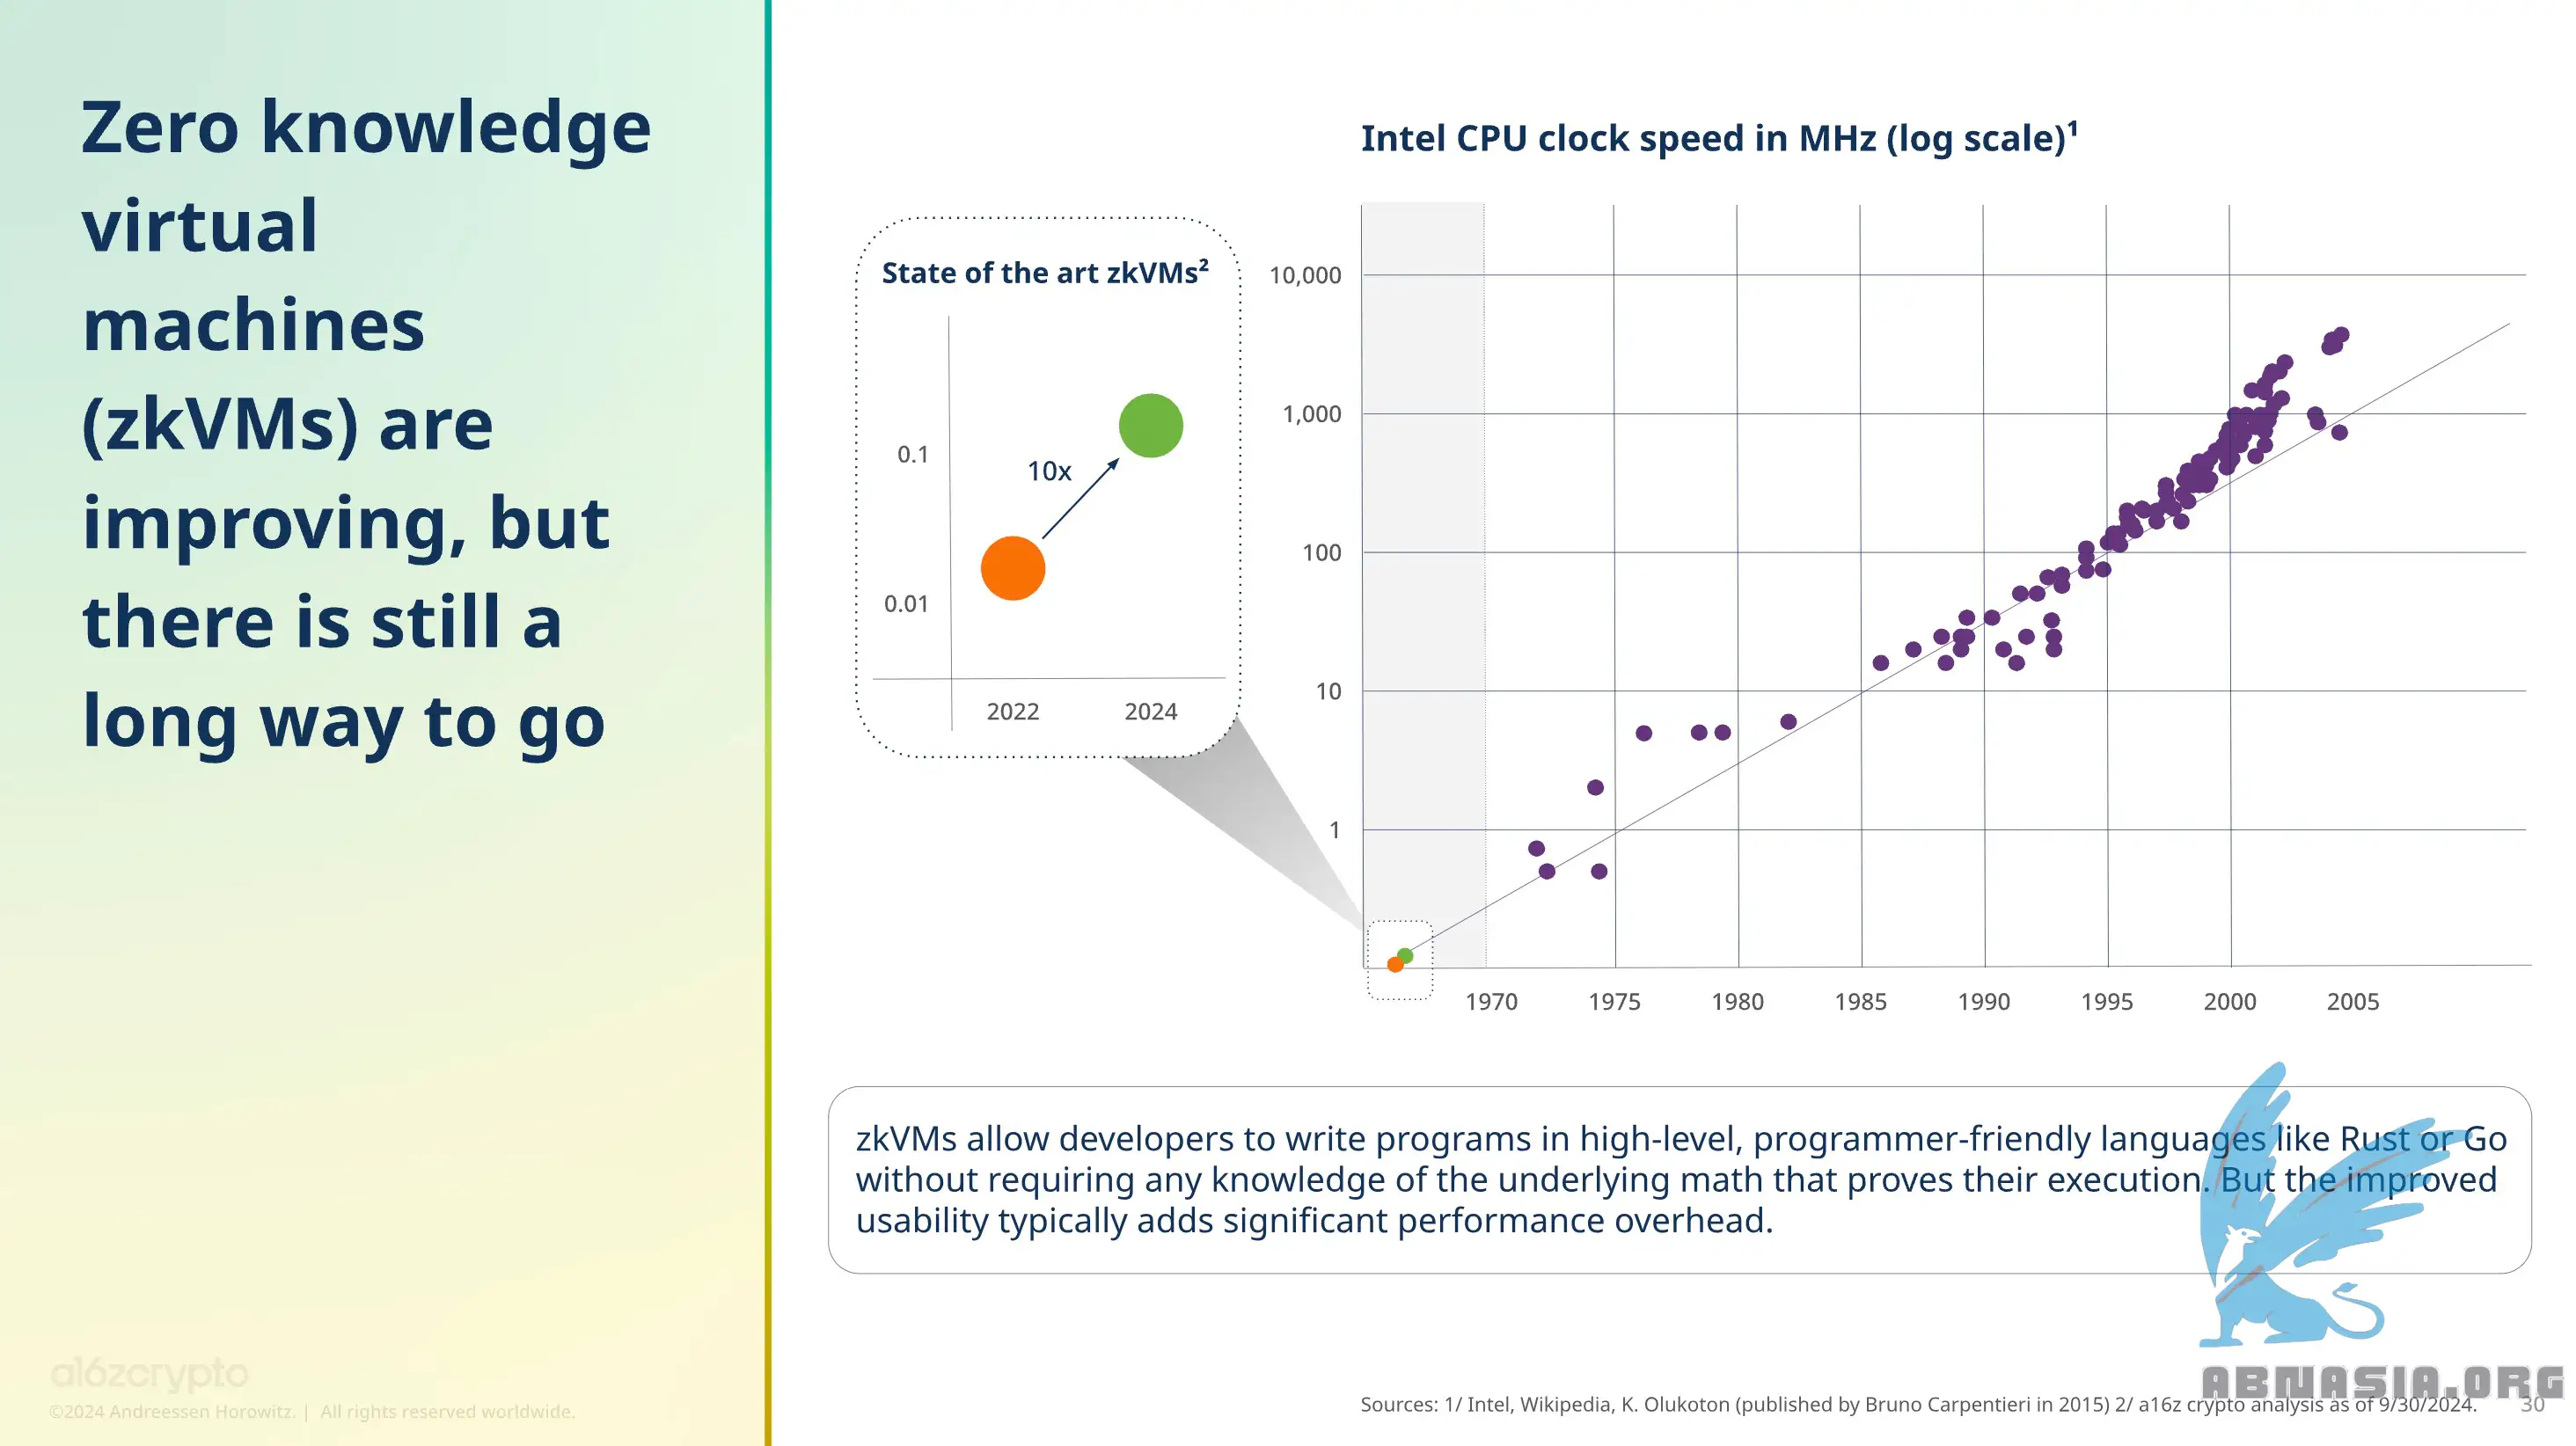 Zero knowledge
virtual
machines
(zkVMs) are
improving, but
there is still a
long way to go
Intel CPU clock speed in MHz (log scale)¹
State of the art zkVMs²
0.1
0.01
10x
2022
2024
10,000
1,000
100
10
1
1970
1975
1980
1985
1990
1995
2000
2005
zkVMs allow developers to write programs in high-level, programmer-friendly languages like Rust or Go
without requiring any knowledge of the underlying math that proves their execution. But the improved
usability typically adds significant performance overhead.
a16zcrypto
©2024 Andreessen Horowitz. | All rights reserved worldwide.
ABNASIA.ORG
Sources: 1/ Intel, Wikipedia, K. Olukoton (published by Bruno Carpentieri in 2015) 2/ a16z crypto analysis as of 9/30/2024.
30